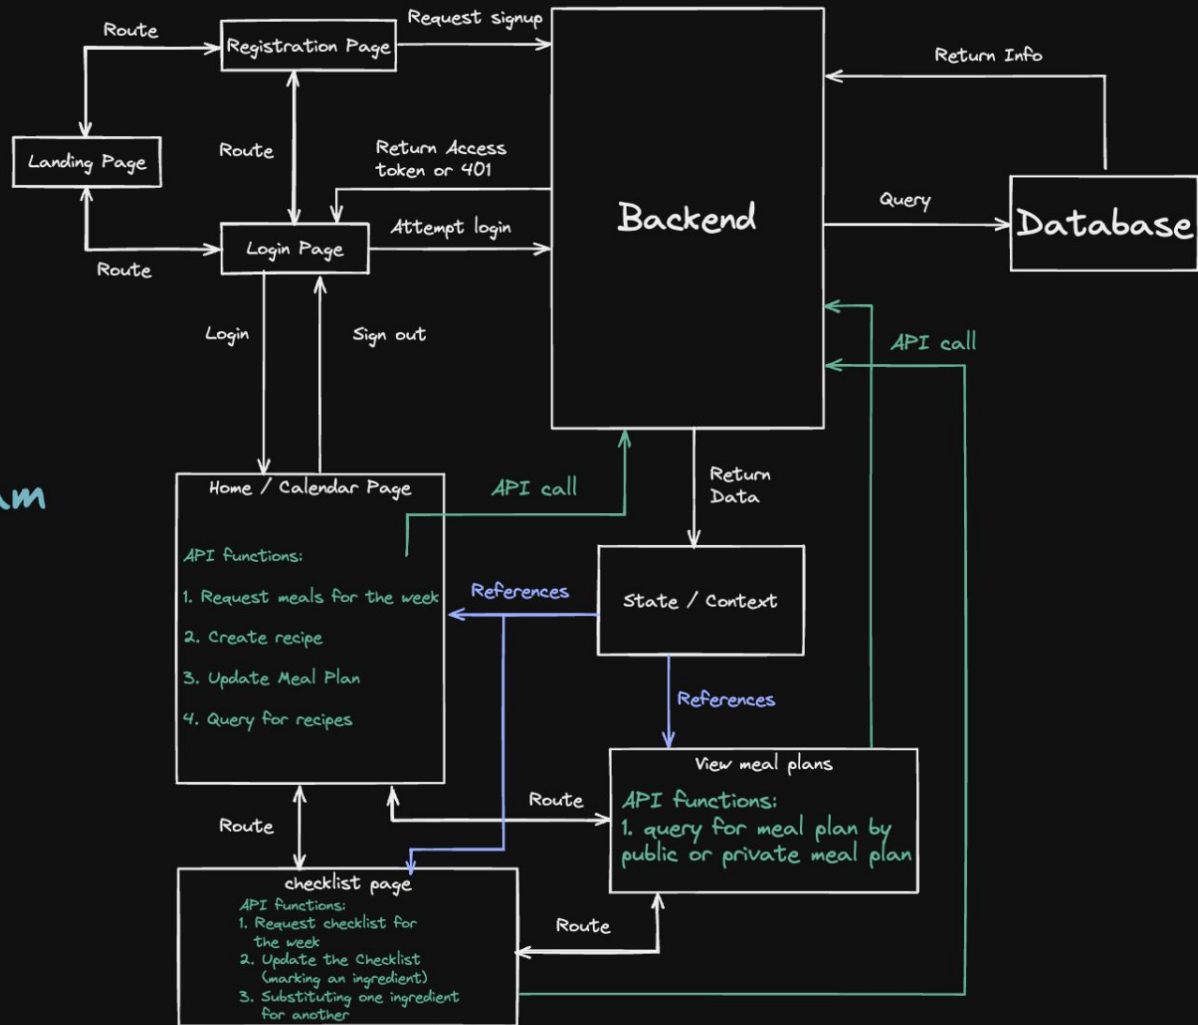 Request signup
Route
Registration Page
Return Info
Landing Page
Route
Return Access
token or 401
Backend
Query
Database
Attempt login
Login Page
Route
Login
Sign out
API call
am
Home / Calendar Page
API call
Return
Data
API functions:
1. Request meals for the week
2. Create recipe
3. Update Meal Plan
4. Query for recipes
References
State / Context
References
View meal plans
API functions:
1. query for meal plan by
public or private meal plan
Route
Route
checklist page
API functions:
1. Request checklist for
the week
2. Update the Checklist
(marking an ingredient)
3. Substituting one ingredient
for another
Route